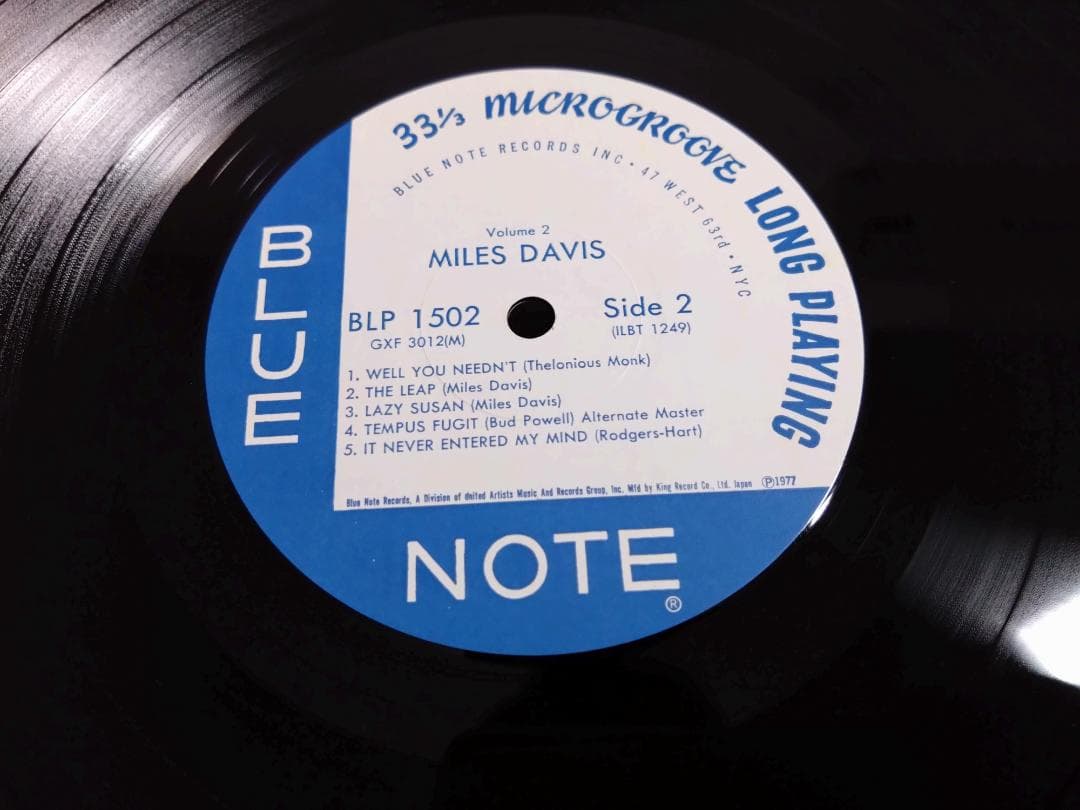 33⅓ MICROGROOVE LONG PLAYING
BLUE NOTE RECORDS INC • 47 WEST 63rd • NYC
Volume 2
MILES DAVIS
BLP 1502
GXF 3012(M)
Side 2
(ILBT 1249)
1. WELL YOU NEEDN'T (Thelonious Monk)
2. THE LEAP (Miles Davis)
3. LAZY SUSAN (Miles Davis)
4. TEMPUS FUGIT (Bud Powell) Alternate Master
5. IT NEVER ENTERED MY MIND (Rodgers-Hart)
Blue Note Records, A Division of United Artists Music And Records Group, Inc. Mfd by King Record Co., Ltd. Japan ℗1977
BLUE
NOTE®